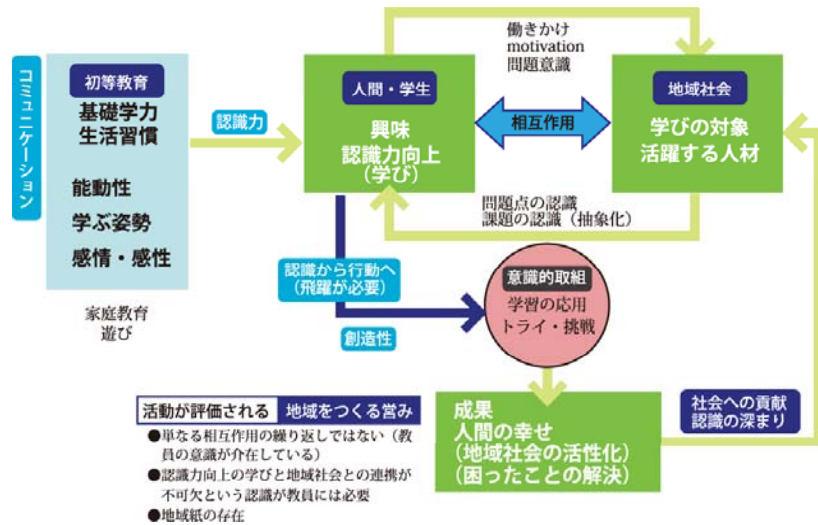 コミュニケーション
初等教育
基礎学力
生活習慣
能動性
学ぶ姿勢
感情・感性
家庭教育
遊び
認識力
人間・学生
興味
認識力向上
(学び)
働きかけ
motivation
問題意識
相互作用
地域社会
学びの対象
活躍する人材
問題点の認識
課題の認識（抽象化）
認識から行動へ
(飛躍が必要)
創造性
意識的取組
学習の応用
トライ・挑戦
成果
人間の幸せ
(地域社会の活性化)
(困ったことの解決)
社会への貢献
認識の深まり
活動が評価される 地域をつくる営み
●単なる相互作用の繰り返しではない（教
員の意識が介在している）
●認識力向上の学びと地域社会との連携が
不可欠という認識が教員には必要
●地域紙の存在